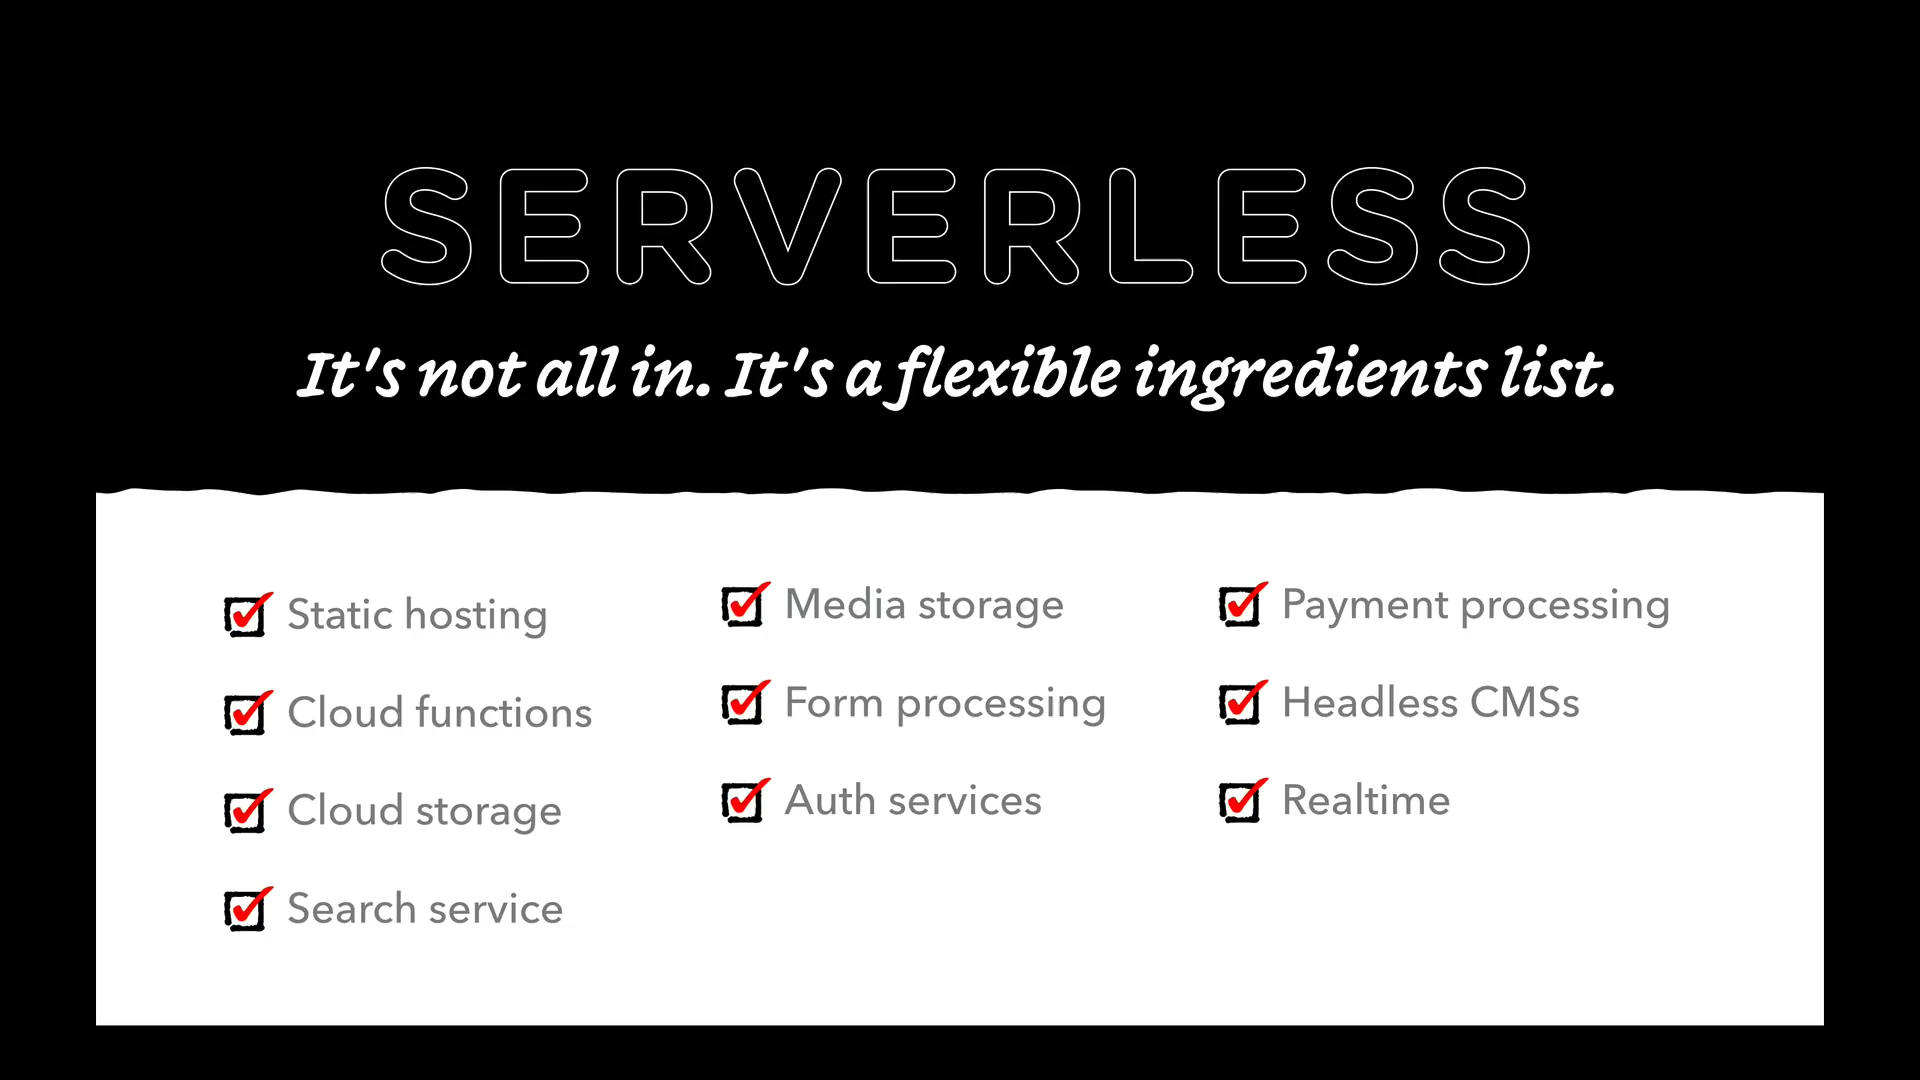 SERVERLESS
It's not all in. It's a flexible ingredients list.
Static hosting
Cloud functions
Cloud storage
Search service
Media storage
Form processing
Auth services
Payment processing
Headless CMSs
Realtime